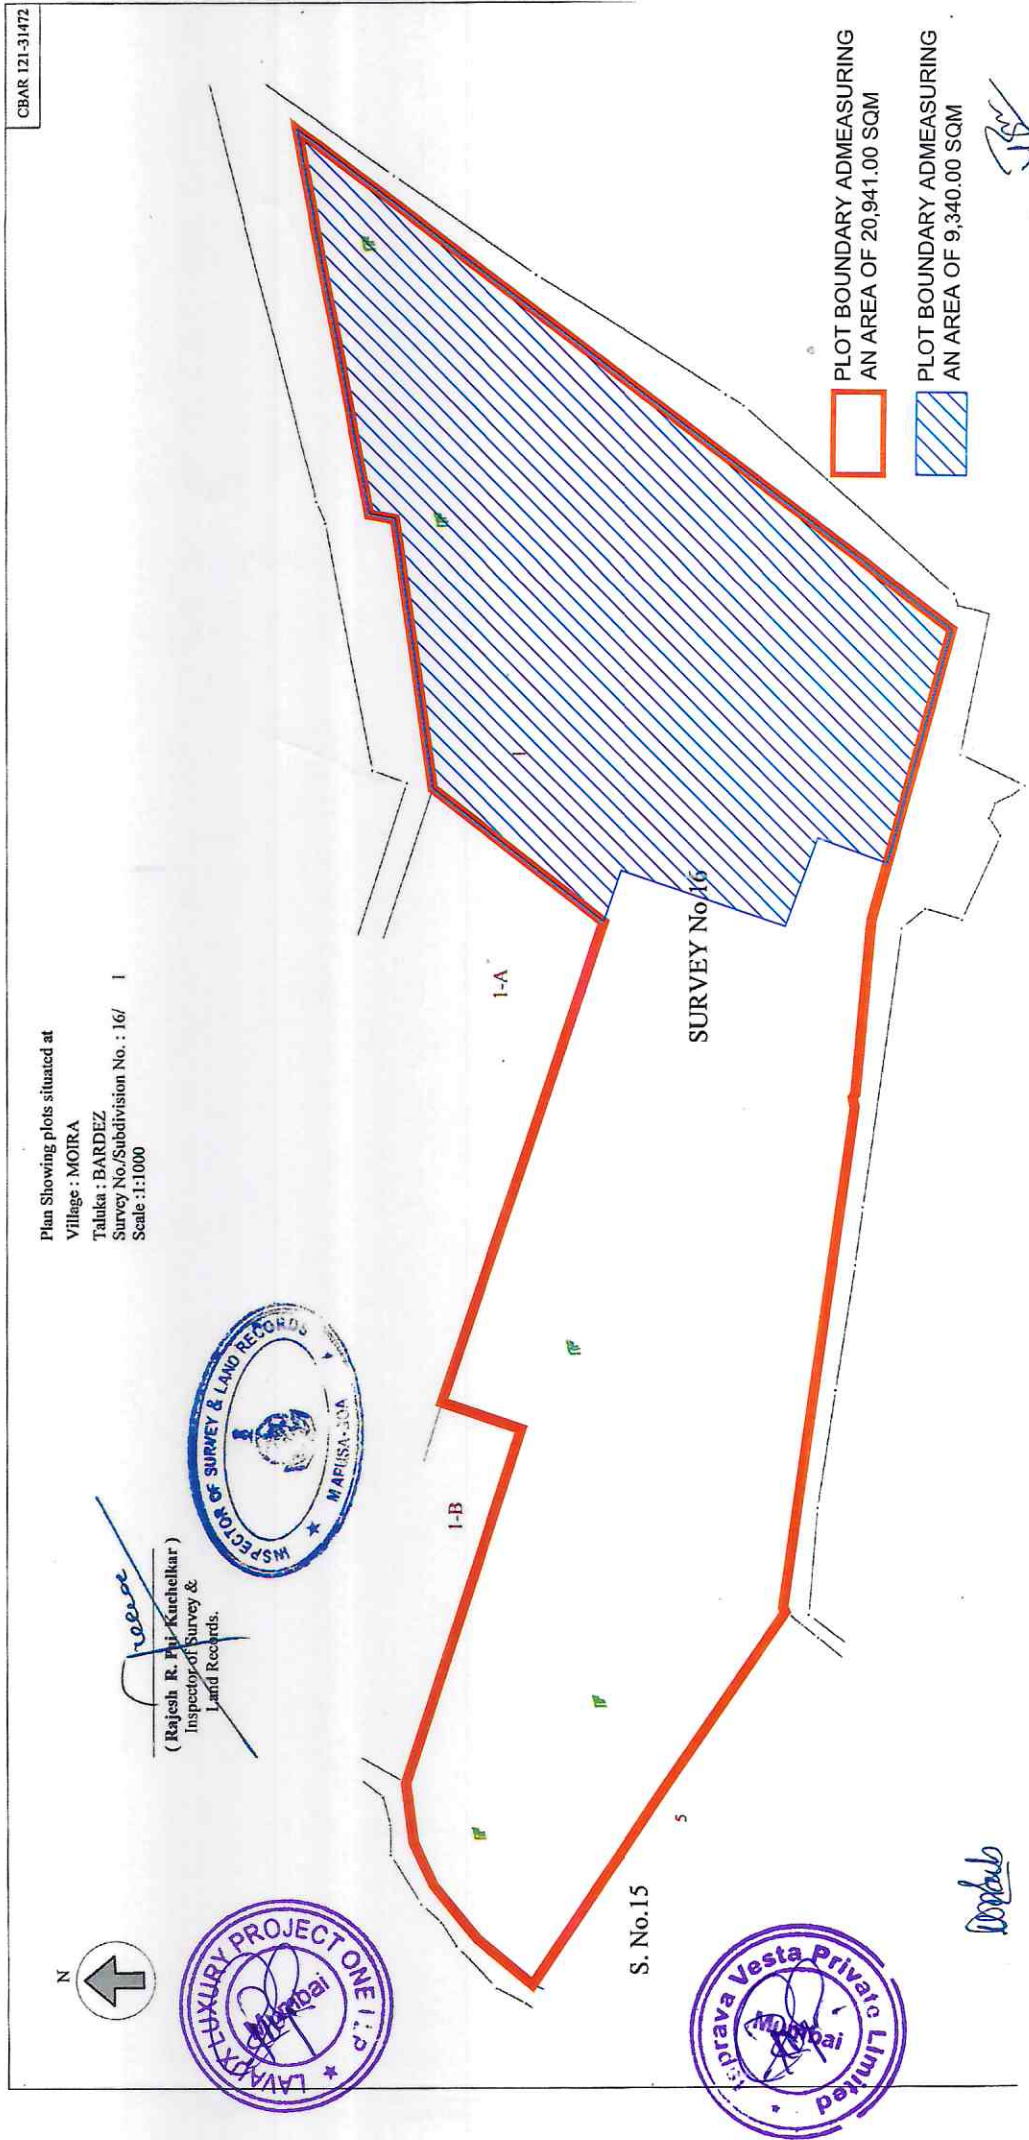 CBAR 121-31472
Plan Showing plots situated at
Village : MOIRA
Taluka : BARDEZ
Survey No./Subdivision No. : 16/ 1
Scale :1:1000
N
( Rajesh R. Pai Kuchelkar )
Inspector of Survey &
Land Records.
INSPECTOR OF SURVEY & LAND RECORDS
MAPUSA-GOA
LAVAUX LUXURY PROJECT ONE LLP
Mumbai
1-B
1-A
1
SURVEY No.16
S. No.15
5
Isprava Vesta Private Limited
Mumbai
PLOT BOUNDARY ADMEASURING
AN AREA OF 20,941.00 SQM
PLOT BOUNDARY ADMEASURING
AN AREA OF 9,340.00 SQM